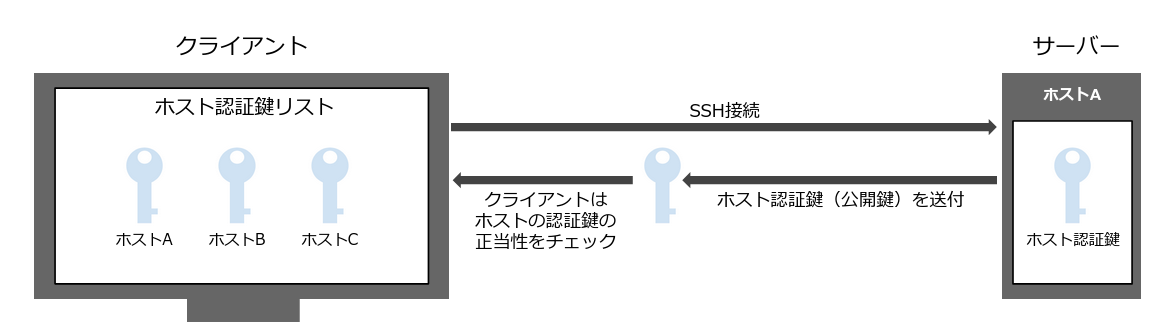 クライアント
サーバー
ホスト認証鍵リスト
ホストA
SSH接続
クライアントは
ホストの認証鍵の
正当性をチェック
ホスト認証鍵（公開鍵）を送付
ホストA
ホストB
ホストC
ホスト認証鍵